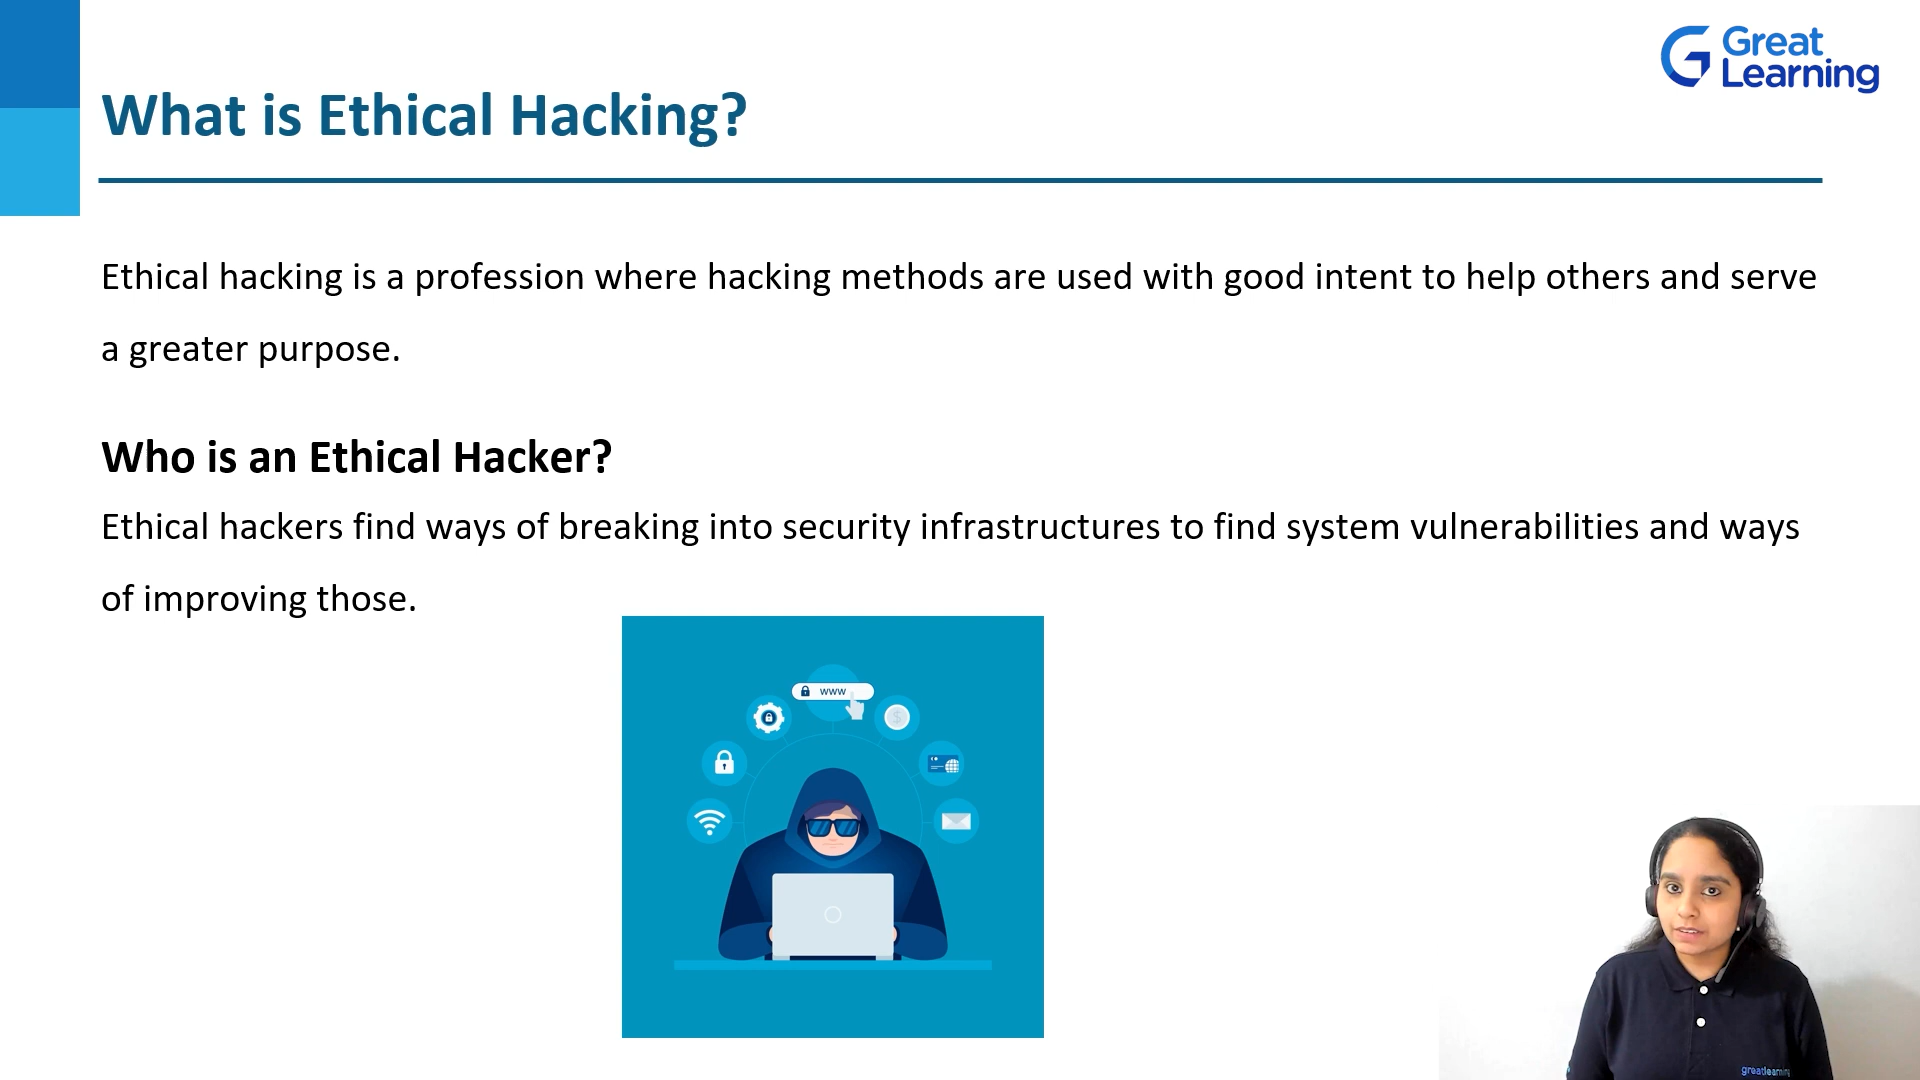 Great
Learning
What is Ethical Hacking?
Ethical hacking is a profession where hacking methods are used with good intent to help others and serve
a greater purpose.
Who is an Ethical Hacker?
Ethical hackers find ways of breaking into security infrastructures to find system vulnerabilities and ways
of improving those.
www
$
greatlearning